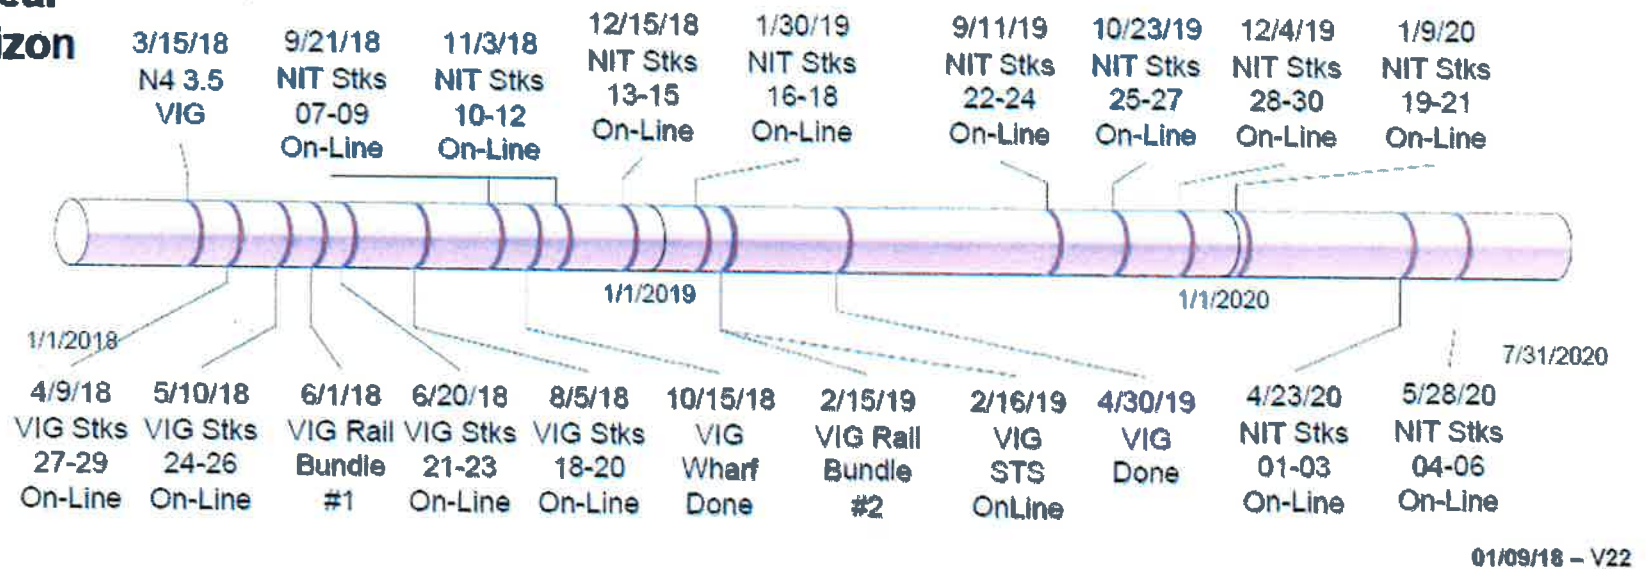 izon
3/15/18
N4 3.5
VIG
9/21/18
NIT Stks
07-09
On-Line
11/3/18
NIT Stks
10-12
On-Line
12/15/18
NIT Stks
13-15
On-Line
1/30/19
NIT Stks
16-18
On-Line
9/11/19
NIT Stks
22-24
On-Line
10/23/19
NIT Stks
25-27
On-Line
12/4/19
NIT Stks
28-30
On-Line
1/9/20
NIT Stks
19-21
On-Line
1/1/2018
1/1/2019
1/1/2020
7/31/2020
4/9/18
VIG Stks
27-29
On-Line
5/10/18
VIG Stks
24-26
On-Line
6/1/18
VIG Rail
Bundle
#1
6/20/18
VIG Stks
21-23
On-Line
8/5/18
VIG Stks
18-20
On-Line
10/15/18
VIG
Wharf
Done
2/15/19
VIG Rail
Bundle
#2
2/16/19
VIG
STS
OnLine
4/30/19
VIG
Done
4/23/20
NIT Stks
01-03
On-Line
5/28/20
NIT Stks
04-06
On-Line
01/09/18 – V22